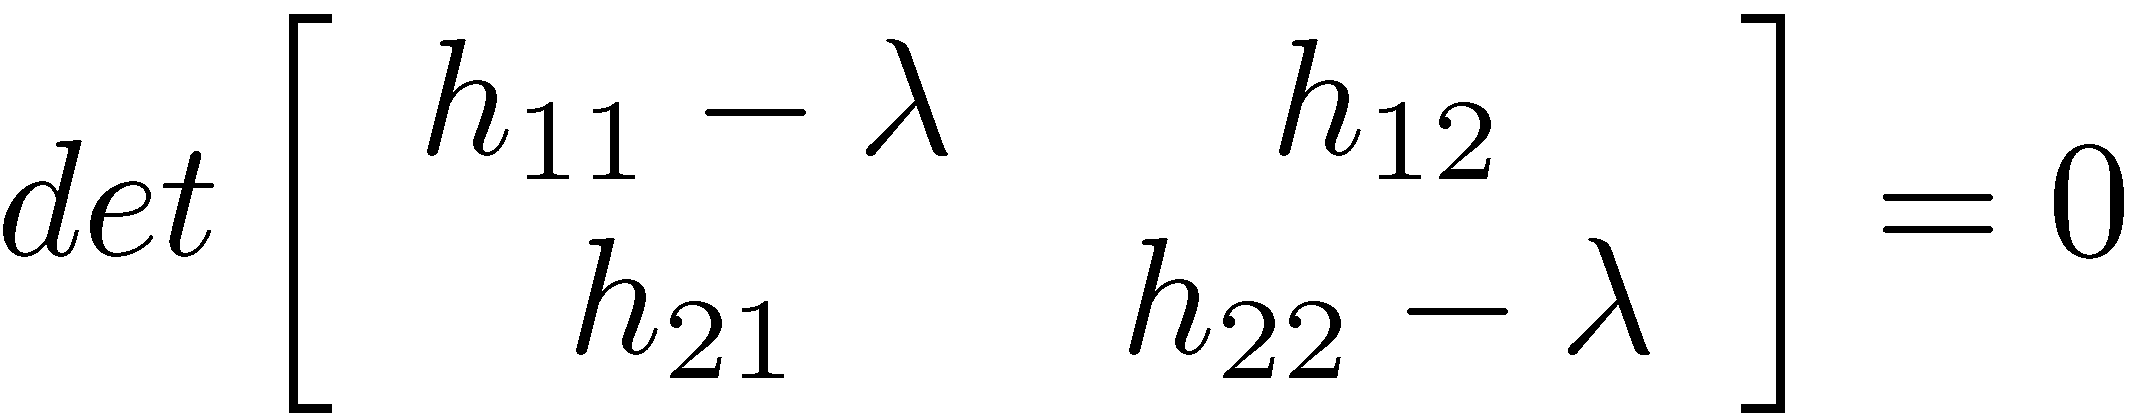 det [ h₁₁ − λ   h₁₂
h₂₁   h₂₂ − λ ] = 0